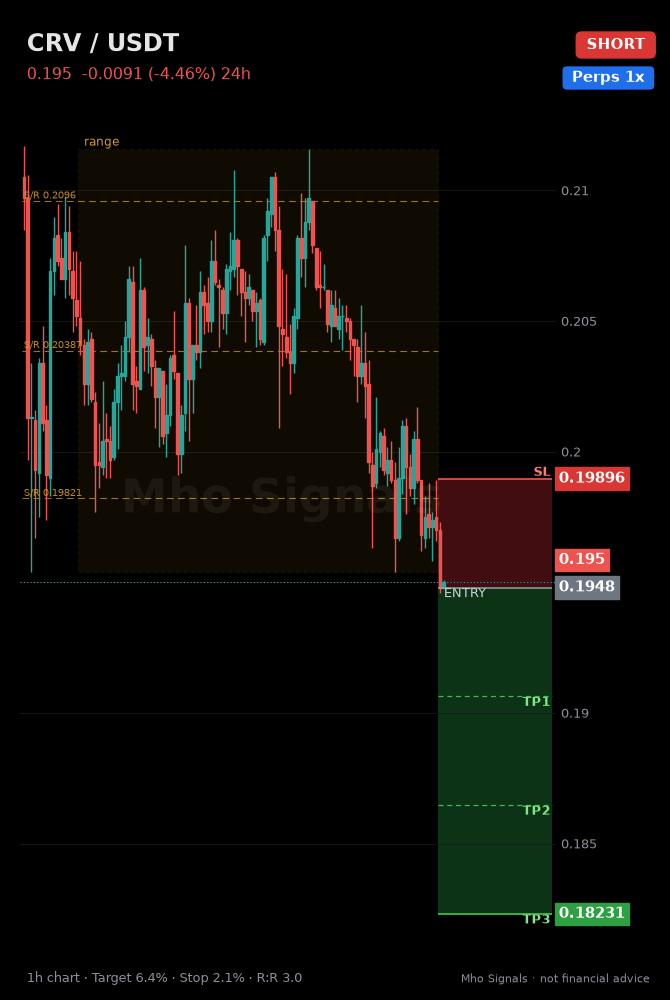 CRV / USDT
SHORT
0.195 -0.0091 (-4.46%) 24h
Perps 1x
range
S/R 0.2096
0.21
0.205
S/R 0.20387
0.2
SL
0.19896
S/R 0.19821
Mho Signa
0.195
0.1948
ENTRY
TP1
0.19
TP2
0.185
0.18231
TP3
1h chart · Target 6.4% · Stop 2.1% · R:R 3.0
Mho Signals · not financial advice